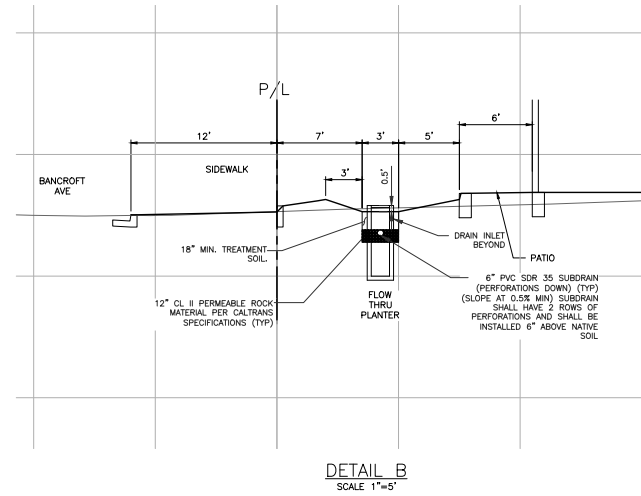 P/L
6'
12'
7'
3'
5'
SIDEWALK
3'
0.5'
BANCROFT
AVE
18" MIN. TREATMENT
SOIL.
DRAIN INLET
BEYOND
PATIO
12" CL II PERMEABLE ROCK
MATERIAL PER CALTRANS
SPECIFICATIONS (TYP)
FLOW
THRU
PLANTER
6" PVC SDR 35 SUBDRAIN
(PERFORATIONS DOWN) (TYP)
(SLOPE AT 0.5% MIN) SUBDRAIN
SHALL HAVE 2 ROWS OF
PERFORATIONS AND SHALL BE
INSTALLED 6" ABOVE NATIVE
SOIL
DETAIL B
SCALE 1"=5'